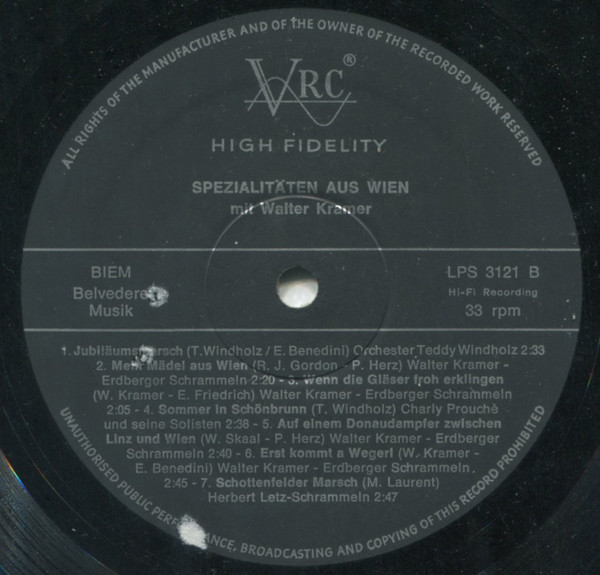 ALL RIGHTS OF THE MANUFACTURER AND OF THE OWNER OF THE RECORDED WORK RESERVED
VRC®
HIGH FIDELITY
SPEZIALITÄTEN AUS WIEN
mit Walter Kramer
BIEM
Belvedere
Musik
LPS 3121 B
Hi-Fi Recording
33 rpm
1. Jubiläumsmarsch (T. Windholz / E. Benedini) Orchester Teddy Windholz 2:33
2. Mein Mädel aus Wien (R. J. Gordon - P. Herz) Walter Kramer -
Erdberger Schrammeln 2:20 - 3. Wenn die Gläser froh erklingen
(W. Kramer - E. Friedrich) Walter Kramer - Erdberger Schrammeln
2:05 - 4. Sommer in Schönbrunn (T. Windholz) Charly Prouchè
und seine Solisten 2:38 - 5. Auf einem Donaudampfer zwischen
Linz und Wien (W. Skaal - P. Herz) Walter Kramer - Erdberger
Schrammeln 2:40 - 6. Erst kommt a Wegerl (W. Kramer -
E. Benedini) Walter Kramer - Erdberger Schrammeln.
2:45 - 7. Schottenfelder Marsch (M. Laurent)
Herbert Letz-Schrammeln 2:47
UNAUTHORISED PUBLIC PERFORMANCE, BROADCASTING AND COPYING OF THIS RECORD PROHIBITED